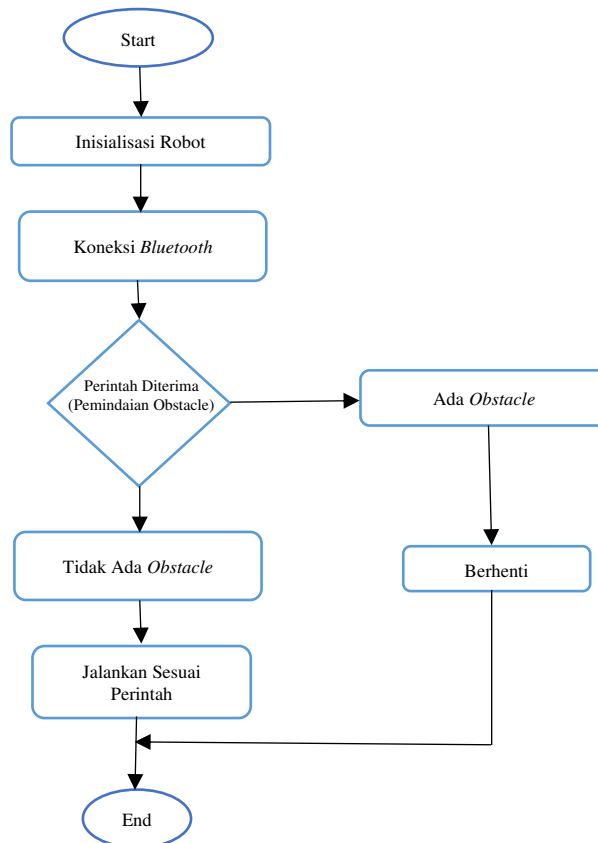 Start
Inisialisasi Robot
Koneksi Bluetooth
Perintah Diterima
(Pemindaian Obstacle)
Ada Obstacle
Tidak Ada Obstacle
Berhenti
Jalankan Sesuai
Perintah
End